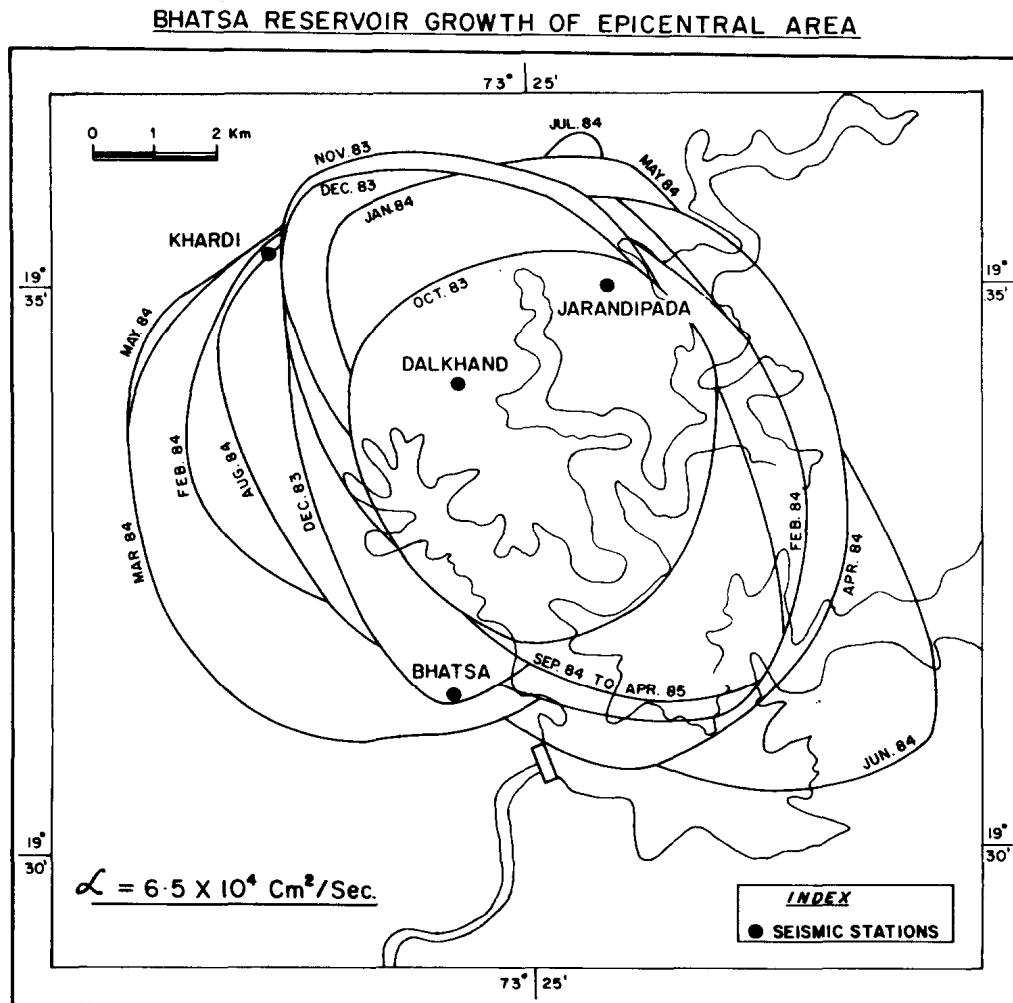 BHATSA RESERVOIR GROWTH OF EPICENTRAL AREA
73° 25'
0 1 2 Km
JUL. 84
NOV. 83
MAY. 84
DEC. 83
JAN. 84
KHARDI
19°
35'
19°
35'
OCT. 83
JARANDIPADA
MAY. 84
DALKHAND
FEB. 84
AUG. 84
DEC. 83
FEB. 84
MAR 84
APR. 84
BHATSA
SEP. 84 TO APR. 85
JUN. 84
19°
30'
19°
30'
α = 6.5 X 10⁴ Cm²/Sec.
INDEX
● SEISMIC STATIONS
73° 25'